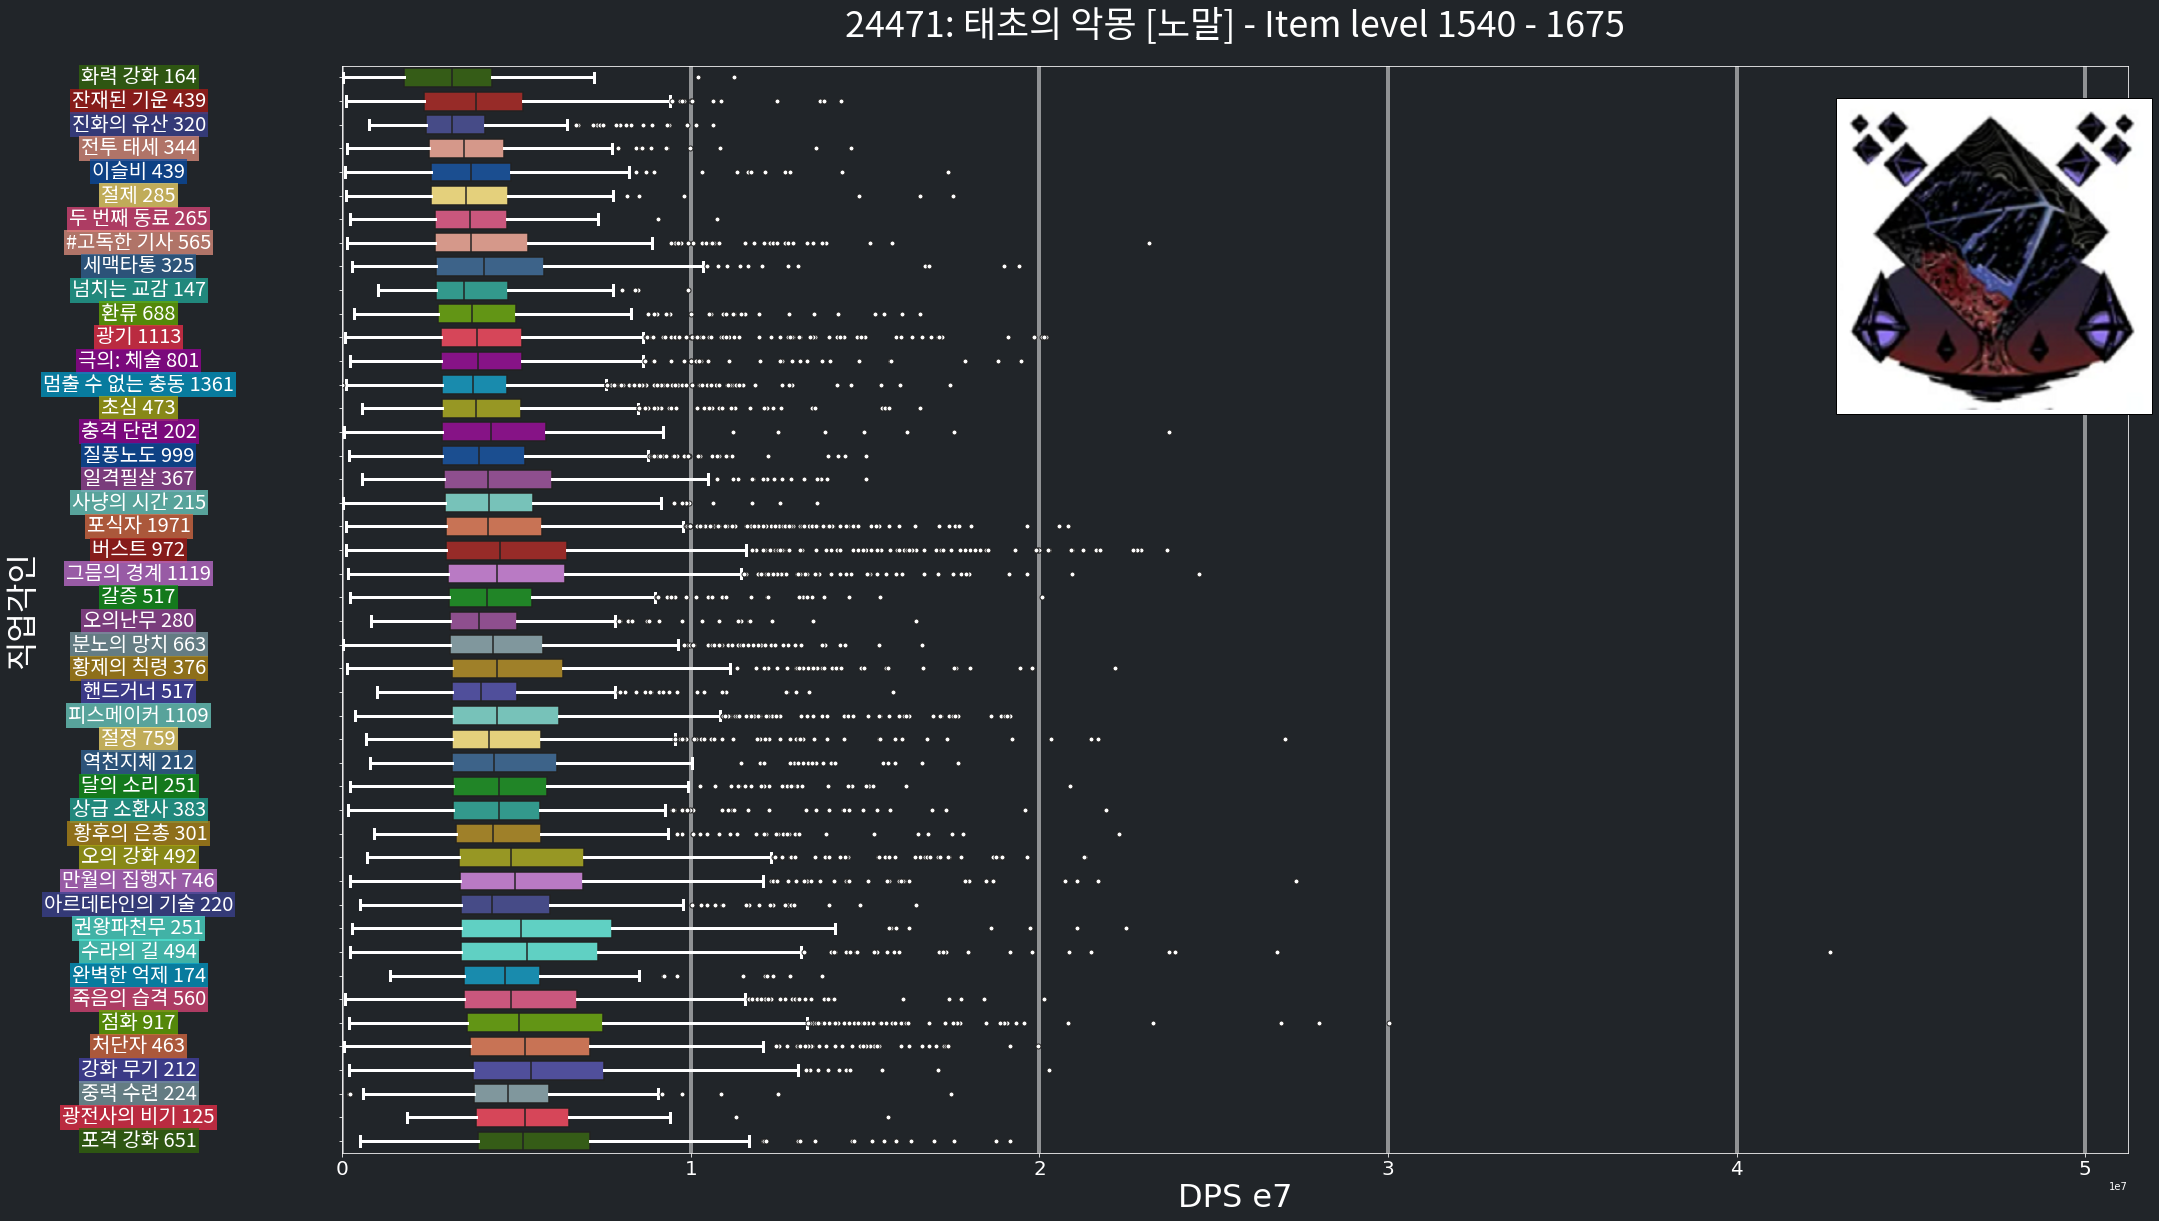 24471: 태초의 악몽 [노말] - Item level 1540 - 1675
직업각인
화력 강화 164
잔재된 기운 439
진화의 유산 320
전투 태세 344
이슬비 439
절제 285
두 번째 동료 265
#고독한 기사 565
세맥타통 325
넘치는 교감 147
환류 688
광기 1113
극의: 체술 801
멈출 수 없는 충동 1361
초심 473
충격 단련 202
질풍노도 999
일격필살 367
사냥의 시간 215
포식자 1971
버스트 972
그믐의 경계 1119
갈증 517
오의난무 280
분노의 망치 663
황제의 칙령 376
핸드거너 517
피스메이커 1109
절정 759
역천지체 212
달의 소리 251
상급 소환사 383
황후의 은총 301
오의 강화 492
만월의 집행자 746
아르데타인의 기술 220
권왕파천무 251
수라의 길 494
완벽한 억제 174
죽음의 습격 560
점화 917
처단자 463
강화 무기 212
중력 수련 224
광전사의 비기 125
포격 강화 651
0 1 2 3 4 5
1e7
DPS e7